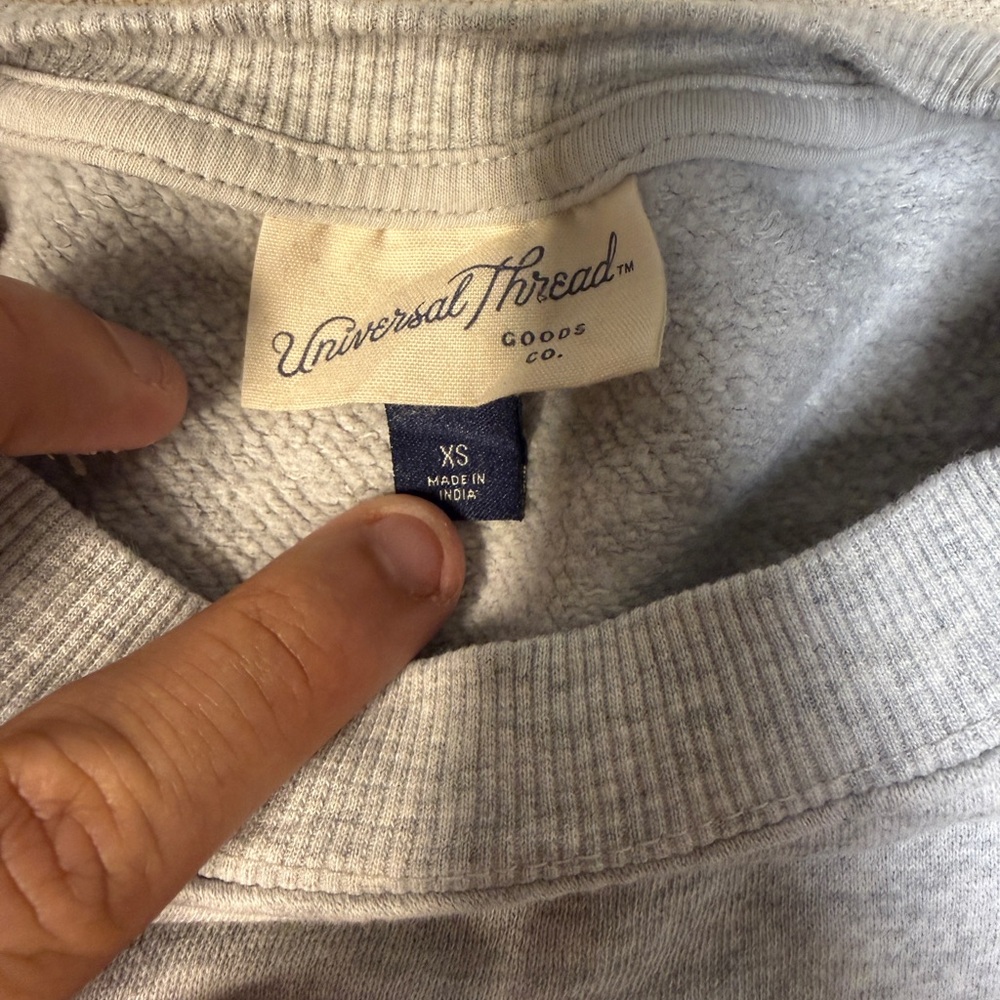 Universal Thread™
GOODS
CO.
XS
MADE IN
INDIA